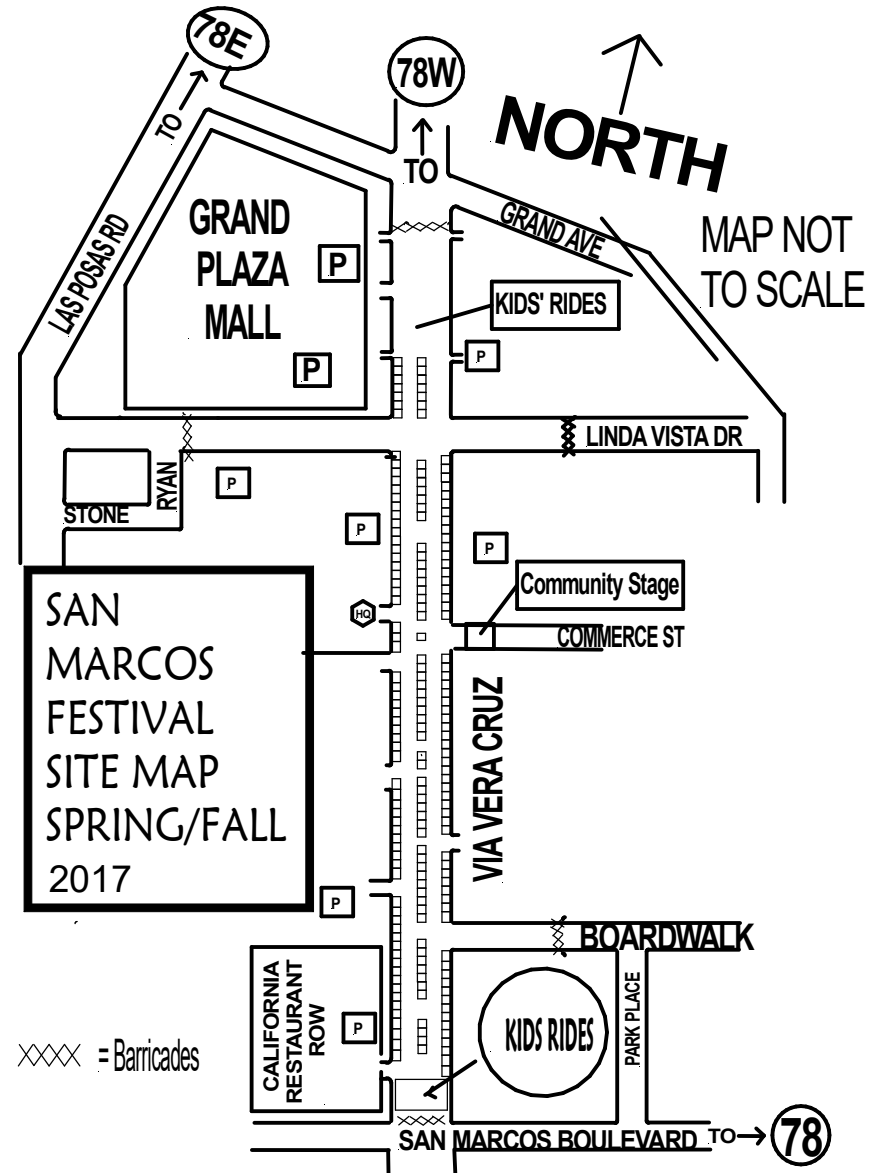 78E
78W
TO
TO
NORTH
GRAND AVE
MAP NOT
TO SCALE
LAS POSAS RD
GRAND
PLAZA
MALL
P
P
KIDS' RIDES
P
LINDA VISTA DR
STONE
RYAN
P
P
P
HQ
Community Stage
COMMERCE ST
SAN
MARCOS
FESTIVAL
SITE MAP
SPRING/FALL
2017
VIA VERA CRUZ
P
BOARDWALK
CALIFORNIA
RESTAURANT
ROW
P
KIDS RIDES
PARK PLACE
= Barricades
SAN MARCOS BOULEVARD
TO
78